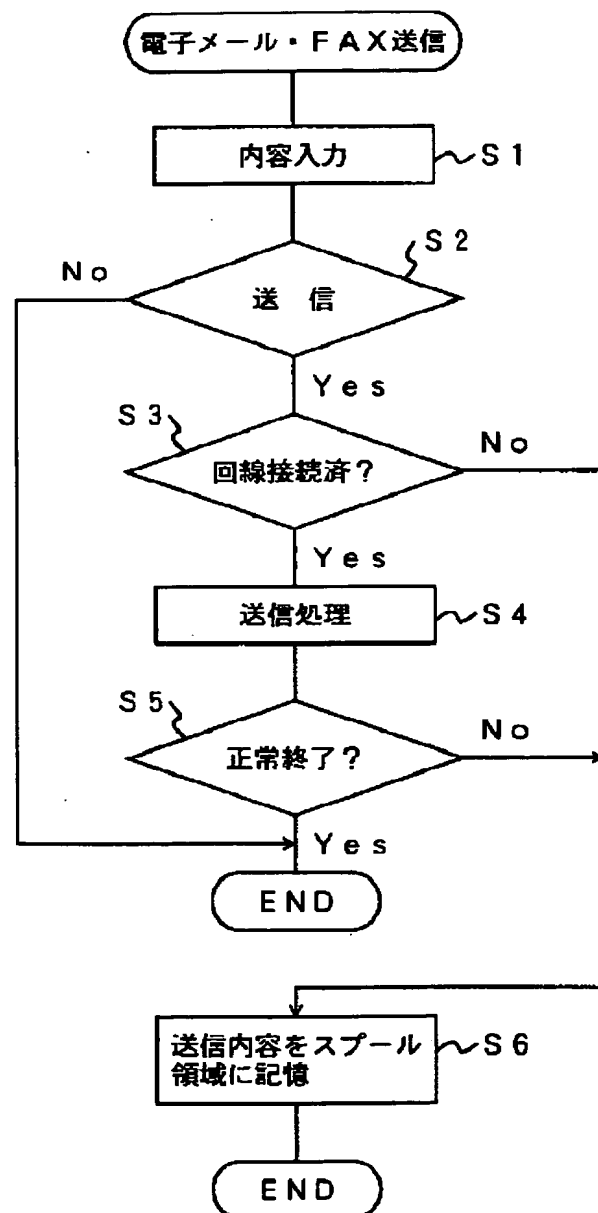 電子メール・ＦＡＸ送信
内容入力
Ｓ１
Ｓ２
Ｎｏ
送　信
Ｙｅｓ
Ｓ３
Ｎｏ
回線接続済？
Ｙｅｓ
送信処理
Ｓ４
Ｓ５
Ｎｏ
正常終了？
Ｙｅｓ
ＥＮＤ
送信内容をスプール
領域に記憶
Ｓ６
ＥＮＤ